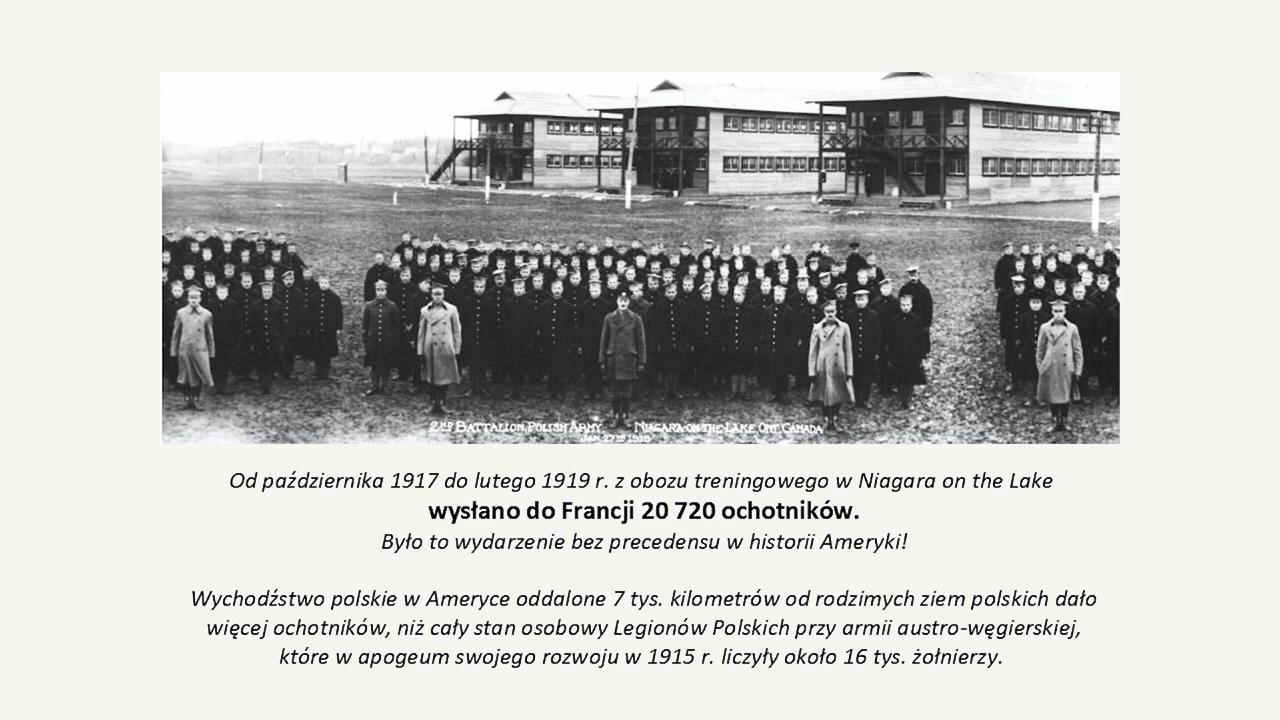 2ND BATTALION, POLISH ARMY, NIAGARA-ON-THE-LAKE, ONT. CANADA
JAN. 27TH 1919
Od października 1917 do lutego 1919 r. z obozu treningowego w Niagara on the Lake
wysłano do Francji 20 720 ochotników.
Było to wydarzenie bez precedensu w historii Ameryki!
Wychodźstwo polskie w Ameryce oddalone 7 tys. kilometrów od rodzimych ziem polskich dało
więcej ochotników, niż cały stan osobowy Legionów Polskich przy armii austro-węgierskiej,
które w apogeum swojego rozwoju w 1915 r. liczyły około 16 tys. żołnierzy.